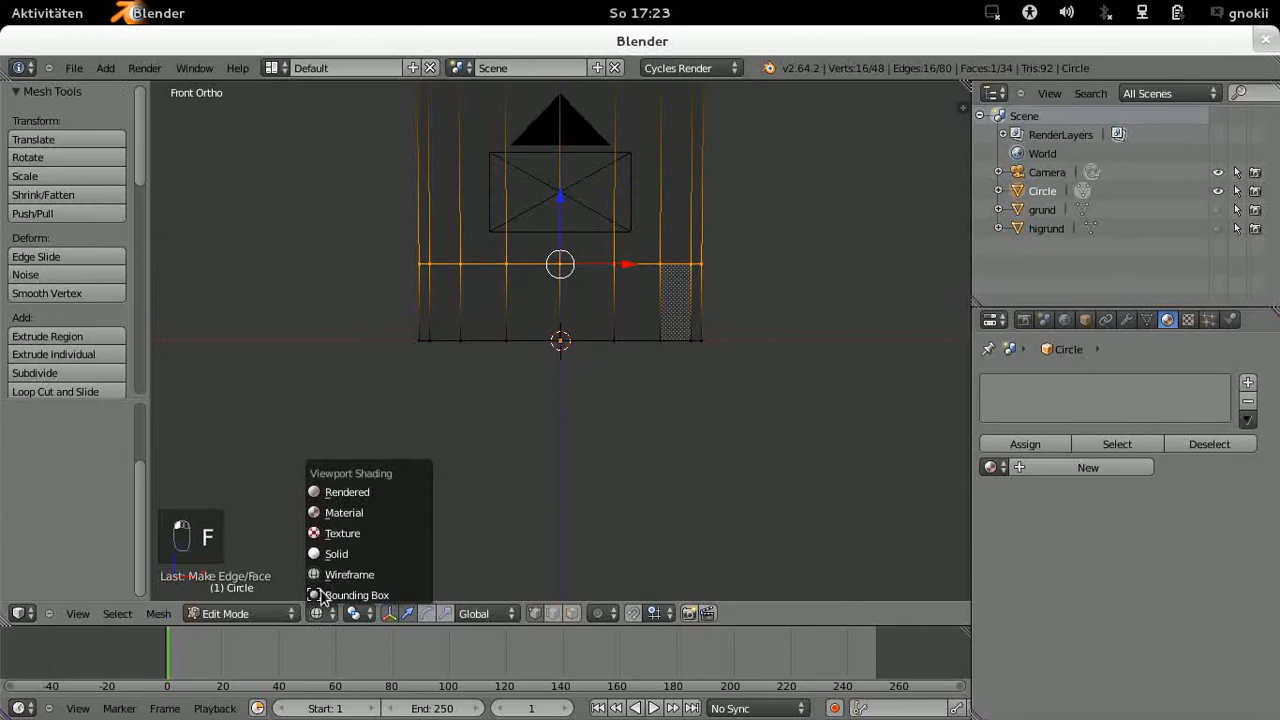 Aktivitäten Blender So 17:23 gnokii
Blender
File Add Render Window Help Default Scene Cycles Render v2.64.2 | Verts:16/48 | Edges:16/80 | Faces:1/34 | Tris:92 | Circle View Search All Scenes
Mesh Tools
Transform:
Translate
Rotate
Scale
Shrink/Fatten
Push/Pull
Deform:
Edge Slide
Noise
Smooth Vertex
Add:
Extrude Region
Extrude Individual
Subdivide
Loop Cut and Slide
Front Ortho
Scene
RenderLayers
World
Camera
Circle
grund
higrund
Circle
Assign Select Deselect
New
Viewport Shading
Rendered
Material
Texture
Solid
Wireframe
Bounding Box
F
Last: Make Edge/Face
(1) Circle
View Select Mesh Edit Mode Global
-40 -20 0 20 40 60 80 100 120 140 160 180 200 220 240 260
View Marker Frame Playback Start: 1 End: 250 1 No Sync